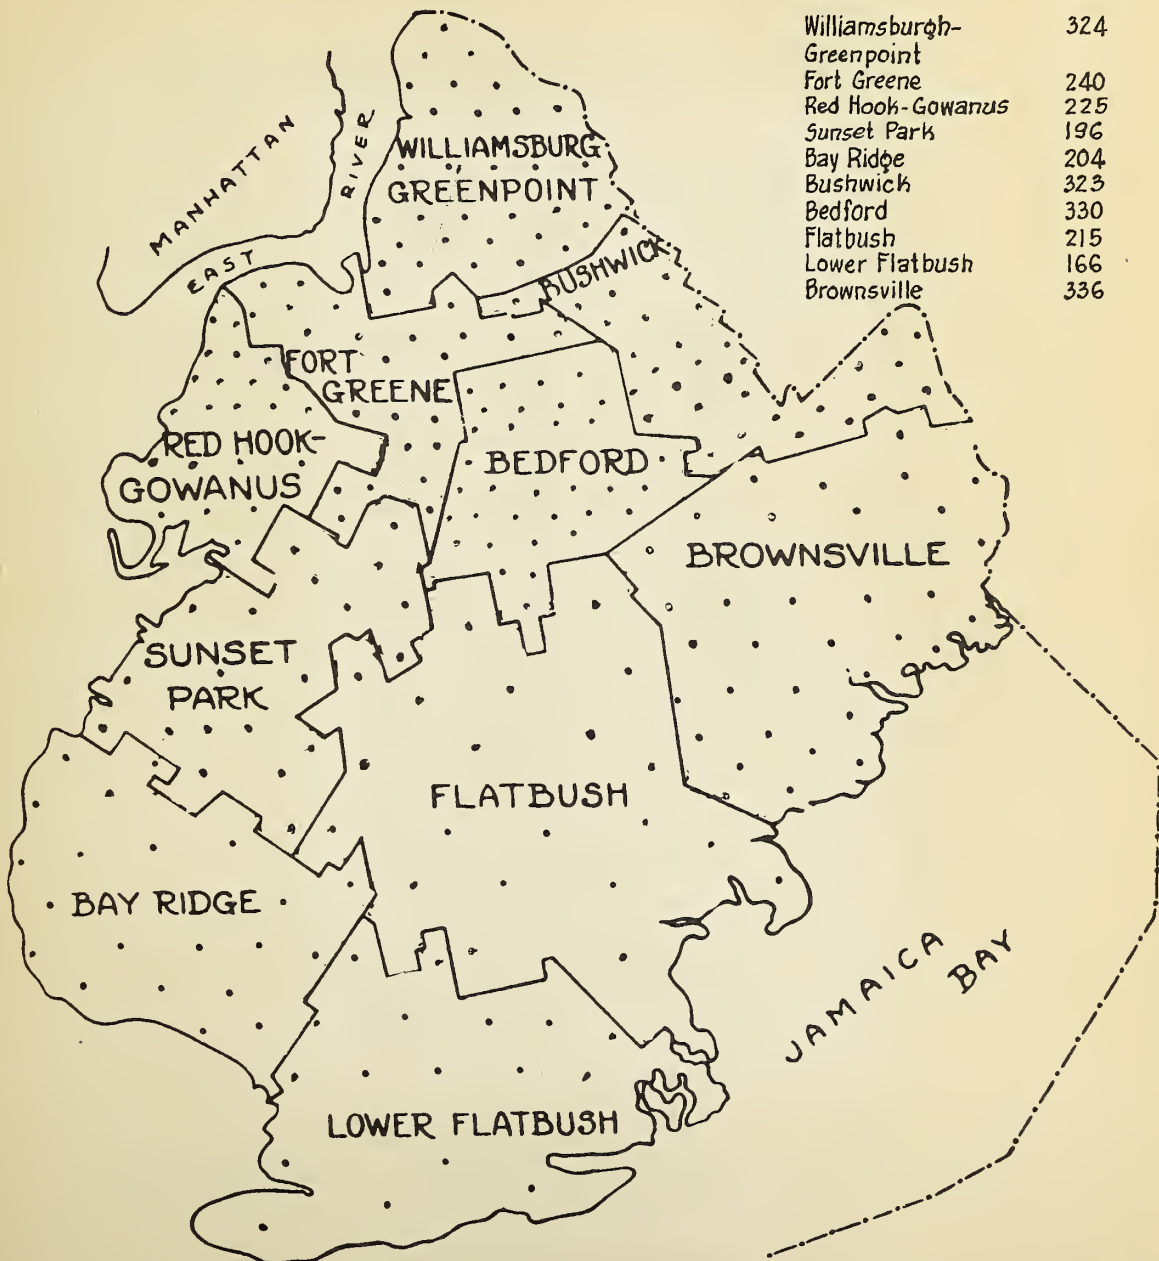 Williamsburgh- 324
Greenpoint
Fort Greene 240
Red Hook-Gowanus 225
Sunset Park 196
Bay Ridge 204
Bushwick 323
Bedford 330
Flatbush 215
Lower Flatbush 166
Brownsville 336
MANHATTAN
EAST
RIVER
WILLIAMSBURG
GREENPOINT
BUSHWICK
FORT
GREENE
RED HOOK-
GOWANUS
BEDFORD
BROWNSVILLE
SUNSET
PARK
FLATBUSH
BAY RIDGE
JAMAICA
BAY
LOWER FLATBUSH